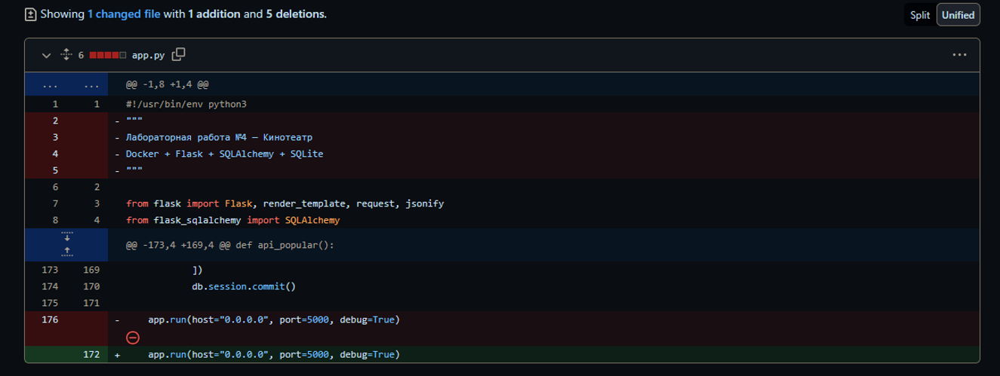 Showing 1 changed file with 1 addition and 5 deletions.
Split Unified
6 app.py
... ... @@ -1,8 +1,4 @@
1 1 #!/usr/bin/env python3
2 - """
3 - Лабораторная работа №4 — Кинотеатр
4 - Docker + Flask + SQLAlchemy + SQLite
5 - """
6 2
7 3 from flask import Flask, render_template, request, jsonify
8 4 from flask_sqlalchemy import SQLAlchemy
@@ -173,4 +169,4 @@ def api_popular():
173 169 ])
174 170 db.session.commit()
175 171
176 - app.run(host="0.0.0.0", port=5000, debug=True)
172 + app.run(host="0.0.0.0", port=5000, debug=True)